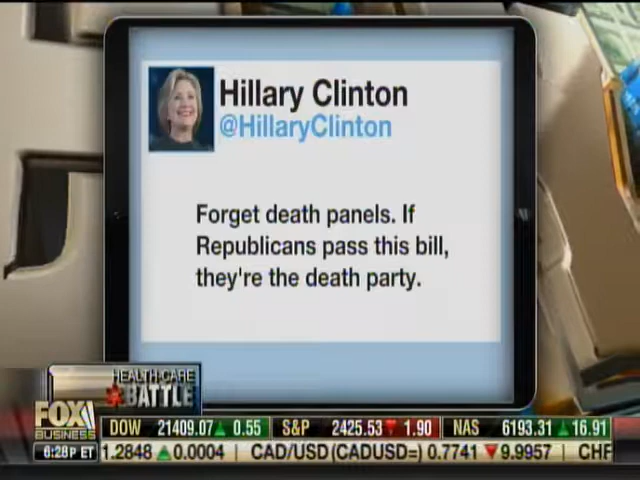 Hillary Clinton
@HillaryClinton
Forget death panels. If
Republicans pass this bill,
they're the death party.
HEALTH CARE
BATTLE
FOX
BUSINESS
DOW 21409.07 ▲ 0.55 S&P 2425.53 ▼ 1.90 NAS 6193.31 ▲ 16.91
6:28P ET 1.2848 ▲ 0.0004 | CAD/USD (CADUSD=) 0.7741 ▼ 9.9957 | CHF